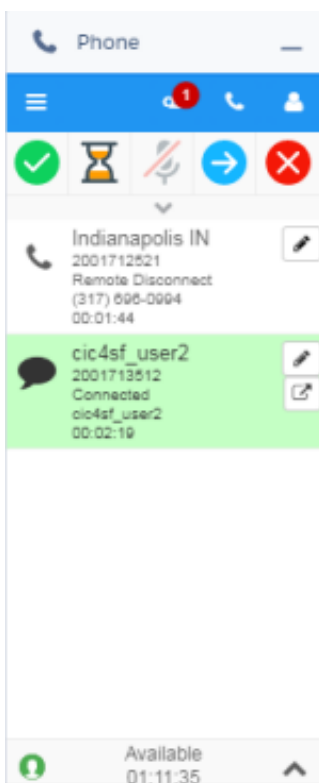 Phone
1
Indianapolis IN
2001712521
Remote Disconnect
(317) 696-0994
00:01:44
cic4sf_user2
2001713512
Connected
cic4sf_user2
00:02:19
Available
01:11:35